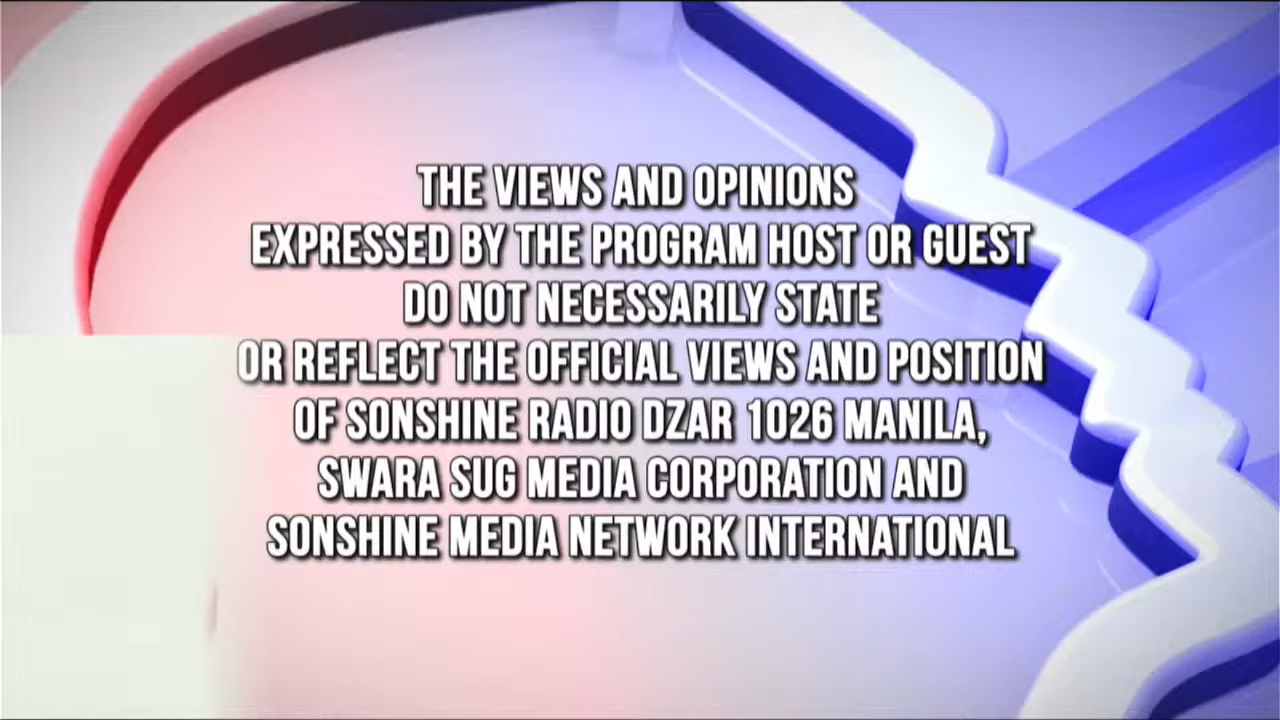 THE VIEWS AND OPINIONS
EXPRESSED BY THE PROGRAM HOST OR GUEST
DO NOT NECESSARILY STATE
OR REFLECT THE OFFICIAL VIEWS AND POSITION
OF SONSHINE RADIO DZAR 1026 MANILA,
SWARA SUG MEDIA CORPORATION AND
SONSHINE MEDIA NETWORK INTERNATIONAL